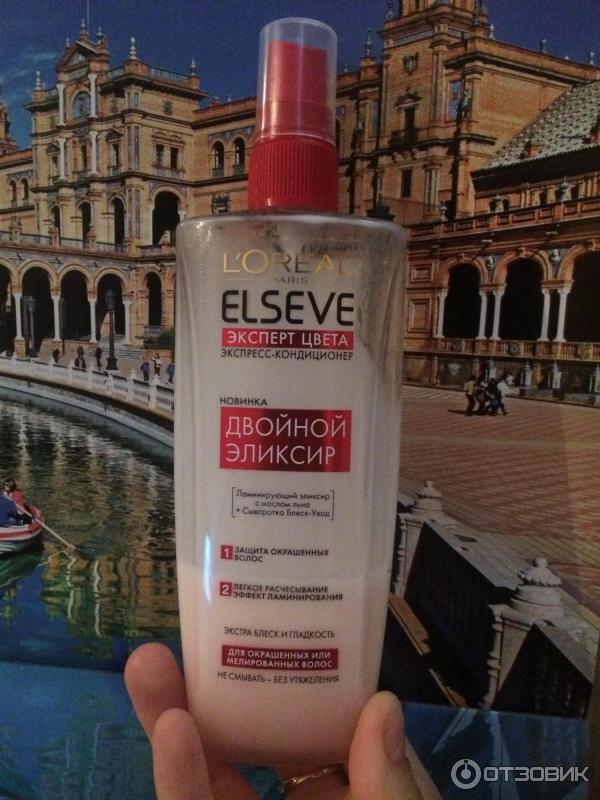 L'ORÉAL
PARIS
ELSEVE
ЭКСПЕРТ ЦВЕТА
ЭКСПРЕСС-КОНДИЦИОНЕР
НОВИНКА
ДВОЙНОЙ
ЭЛИКСИР
Ламинирующий эликсир
с маслом льна
+ Сыворотка Блеск-Уход
1 ЗАЩИТА ОКРАШЕННЫХ
ВОЛОС
2 ЛЕГКОЕ РАСЧЕСЫВАНИЕ
ЭФФЕКТ ЛАМИНИРОВАНИЯ
ЭКСТРА БЛЕСК И ГЛАДКОСТЬ
ДЛЯ ОКРАШЕННЫХ ИЛИ
МЕЛИРОВАННЫХ ВОЛОС
НЕ СМЫВАТЬ – БЕЗ УТЯЖЕЛЕНИЯ
ОТЗОВИК